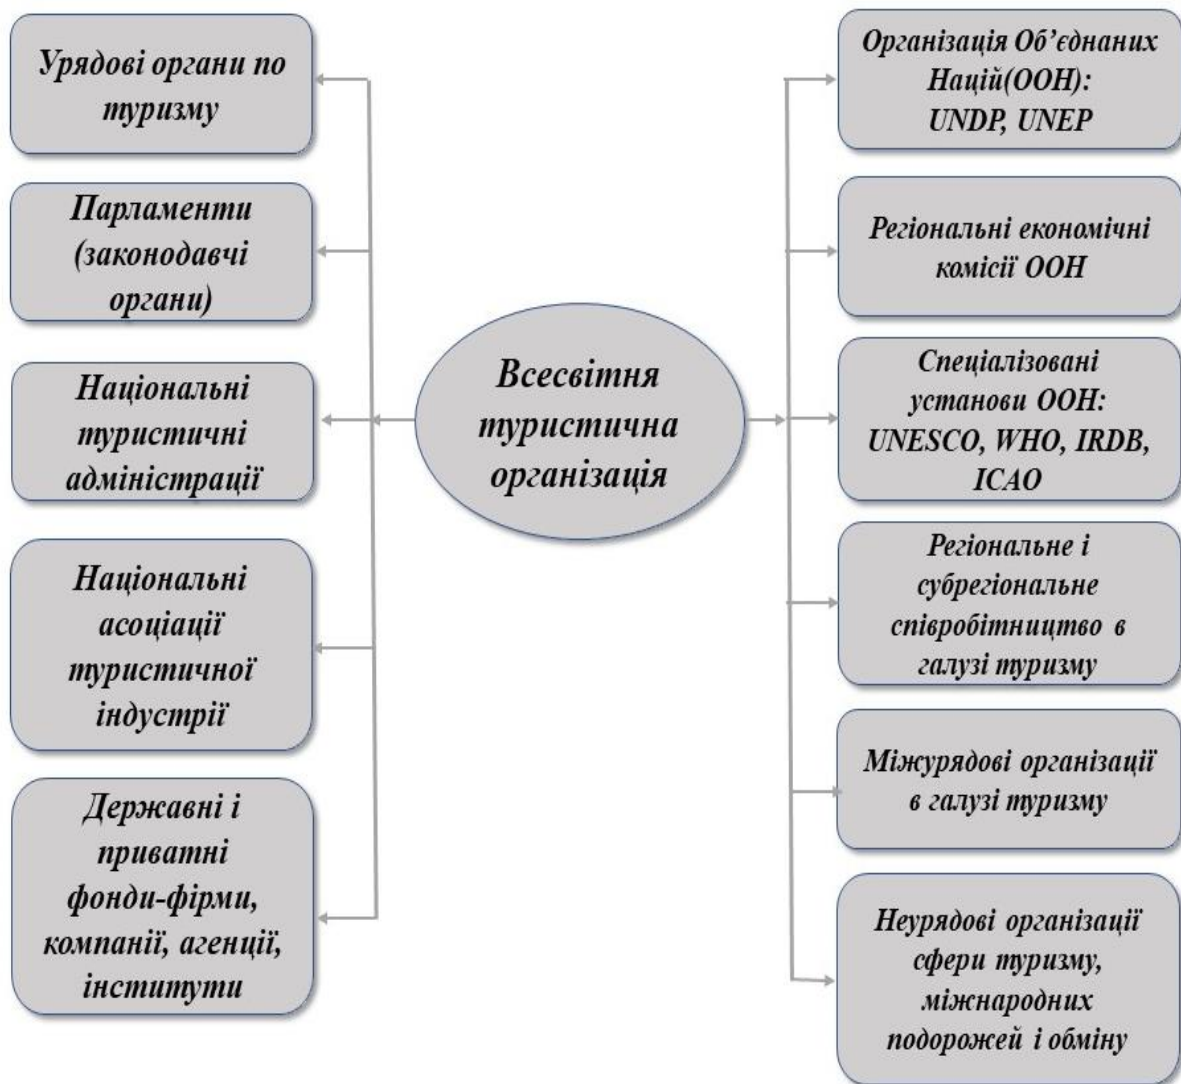 Урядові органи по
туризму
Парламенти
(законодавчі
органи)
Національні
туристичні
адміністрації
Національні
асоціації
туристичної
індустрії
Державні і
приватні
фонди-фірми,
компанії, агенції,
інститути
Всесвітня
туристична
організація
Організація Об’єднаних
Націй(ООН):
UNDP, UNEP
Регіональні економічні
комісії ООН
Спеціалізовані
установи ООН:
UNESCO, WHO, IRDB,
ICAO
Регіональне і
субрегіональне
співробітництво в
галузі туризму
Міжурядові організації
в галузі туризму
Неурядові організації
сфери туризму,
міжнародних
подорожей і обміну